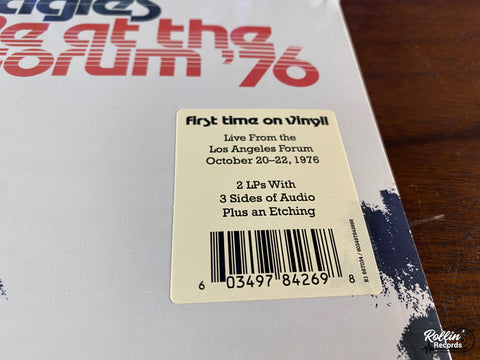 agles
e at the
orum '76
first time on vinyl!
Live From the
Los Angeles Forum
October 20–22, 1976
2 LPs With
3 Sides of Audio
Plus an Etching
6 03497 84269 8
Rollin'
Records